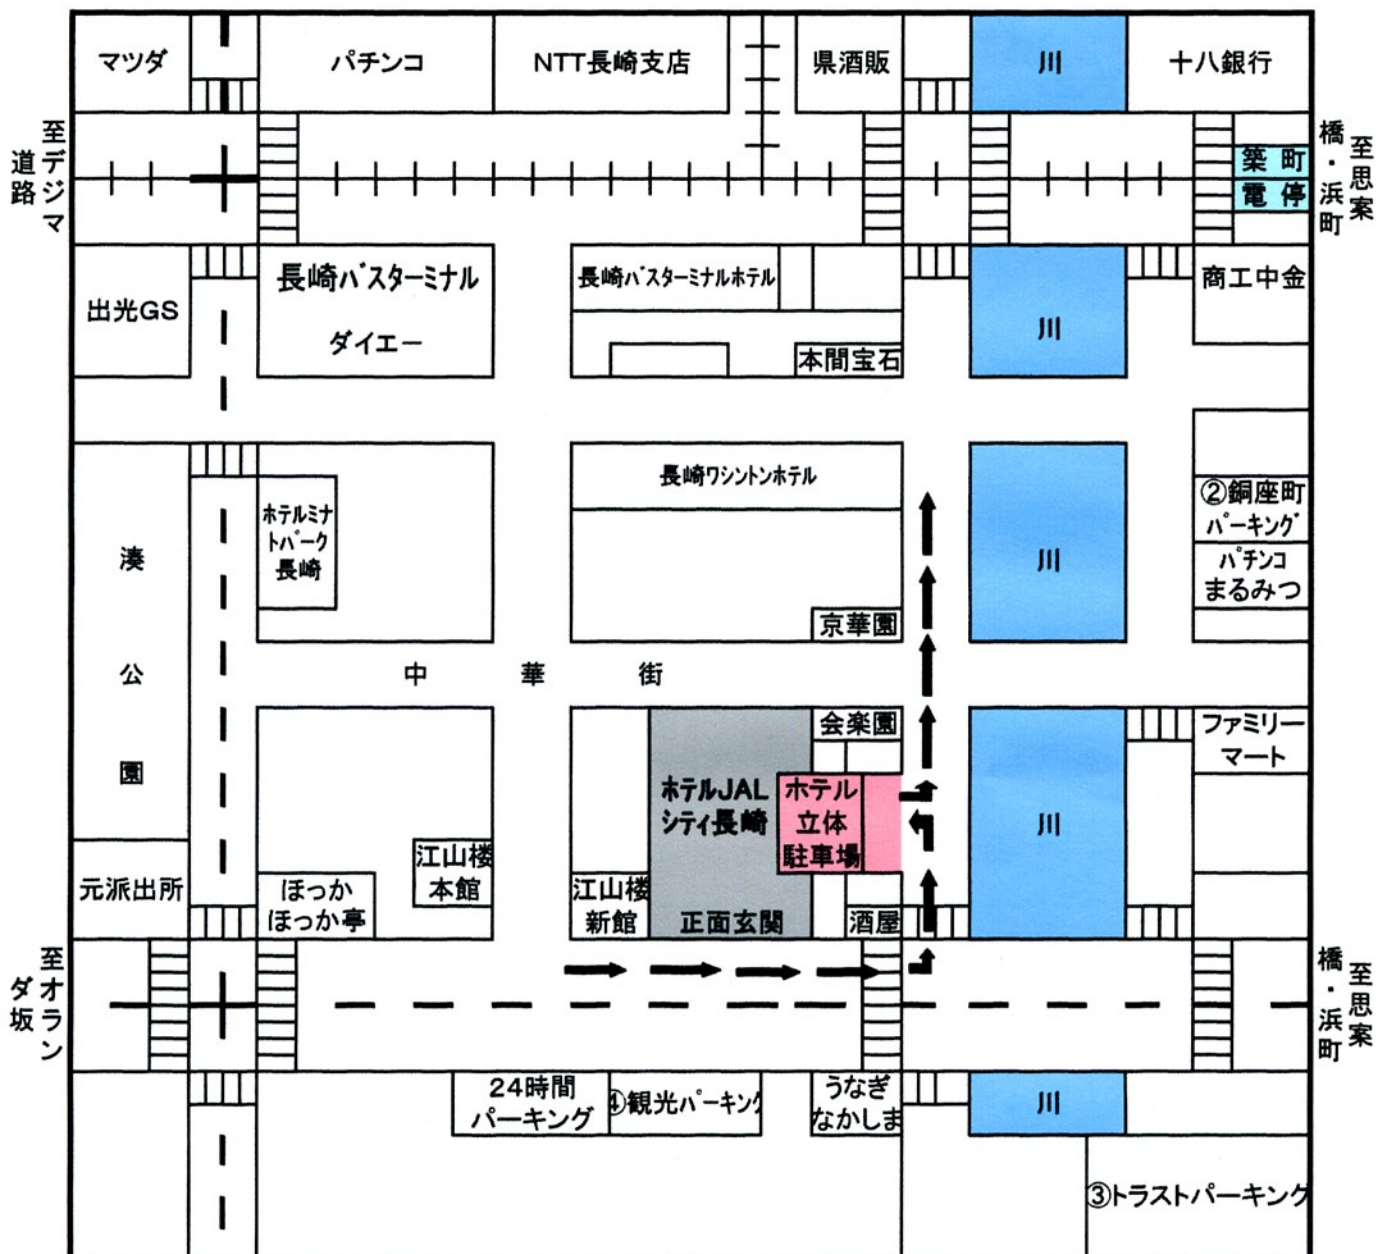 マツダ
パチンコ
NTT長崎支店
県酒販
川
十八銀行
至デジマ
道路
至思案
橋・浜町
築町
電停
出光GS
長崎バスターミナル
ダイエー
長崎バスターミナルホテル
本間宝石
川
商工中金
湊公園
ホテルミナ
トパーク
長崎
長崎ワシントンホテル
京華園
川
②銅座町
パーキング
パチンコ
まるみつ
中華街
元派出所
ほっか
ほっか亭
江山楼
本館
江山楼
新館
ホテルJAL
シティ長崎
正面玄関
会楽園
ホテル
立体
駐車場
酒屋
川
ファミリー
マート
至オラン
ダ坂
至思案
橋・浜町
24時間
パーキング
④観光パーキング
うなぎ
なかしま
川
③トラストパーキング